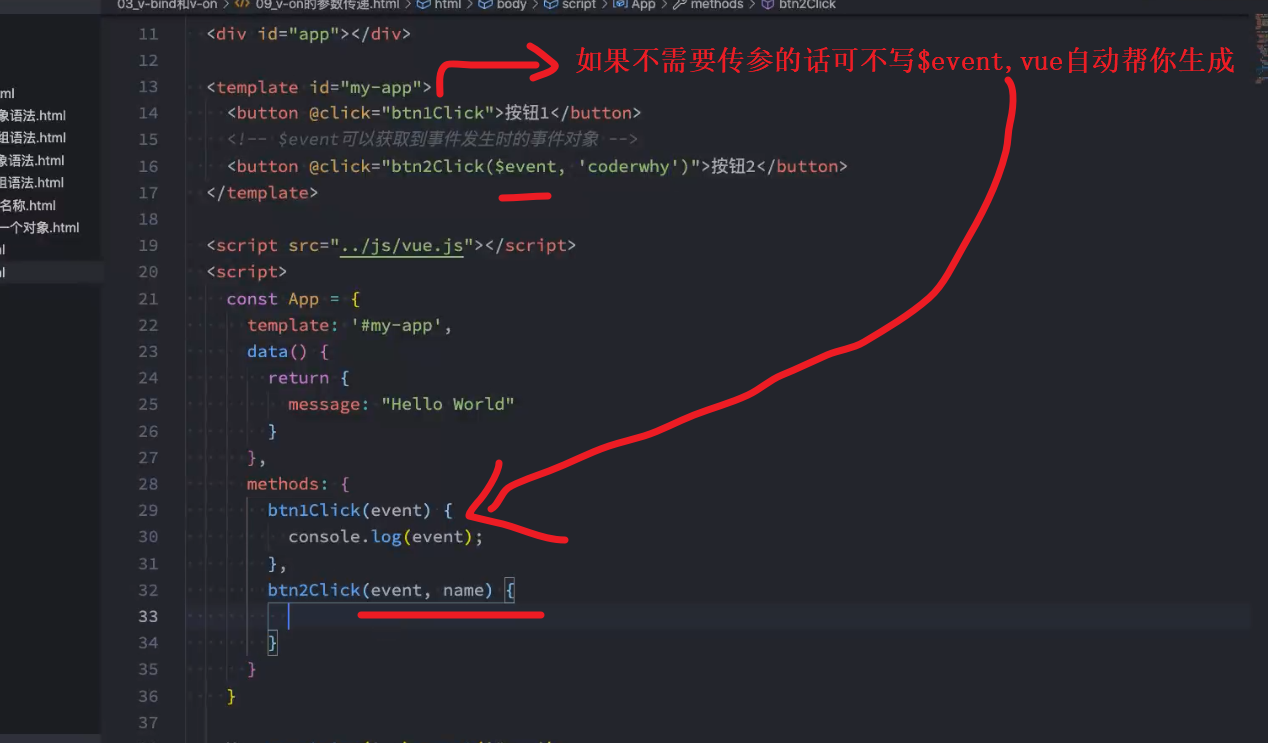 03_v-bind和v-on > 09_v-on的参数传递.html > html > body > script > App > methods > btn2Click
11 <div id="app"></div>
如果不需要传参的话可不写$event,vue自动帮你生成
12
13 <template id="my-app">
14 <button @click="btn1Click">按钮1</button>
15 <!-- $event可以获取到事件发生时的事件对象 -->
16 <button @click="btn2Click($event, 'coderwhy')">按钮2</button>
17 </template>
18
19 <script src="../js/vue.js"></script>
20 <script>
21 const App = {
22 template: '#my-app',
23 data() {
24 return {
25 message: "Hello World"
26 }
27 },
28 methods: {
29 btn1Click(event) {
30 console.log(event);
31 },
32 btn2Click(event, name) {
33
34 }
35 }
36 }
37
ml
象语法.html
组语法.html
象语法.html
组语法.html
名称.html
一个对象.html